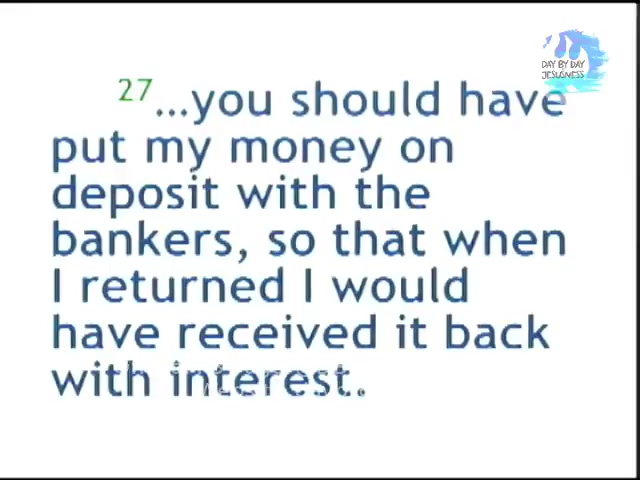 DAY BY DAY
JESUSNESS
27...you should have
put my money on
deposit with the
bankers, so that when
I returned I would
have received it back
with interest.